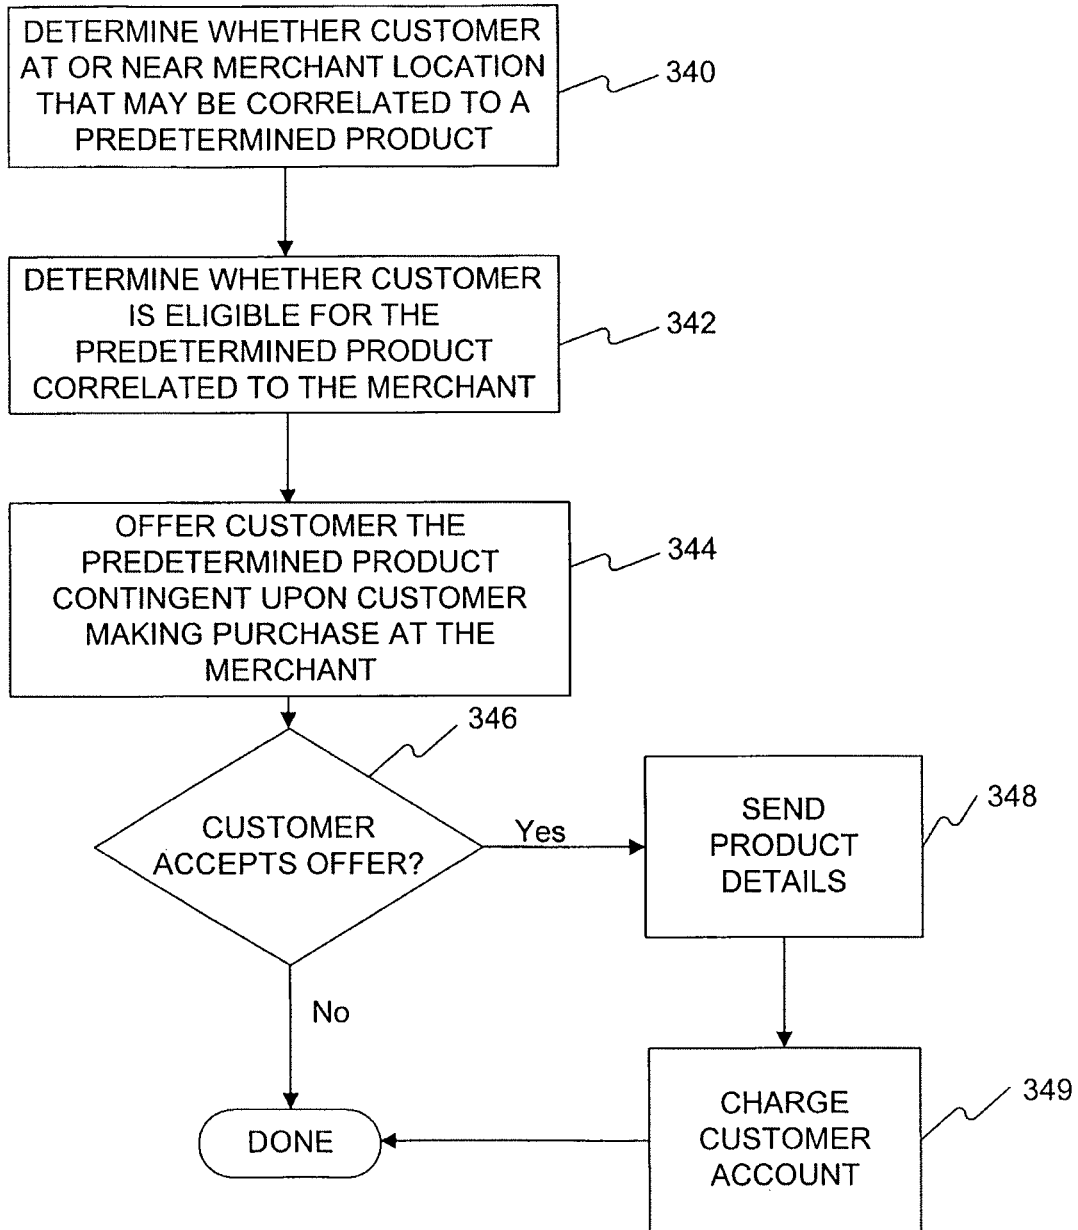 DETERMINE WHETHER CUSTOMER
AT OR NEAR MERCHANT LOCATION
THAT MAY BE CORRELATED TO A
PREDETERMINED PRODUCT
340
DETERMINE WHETHER CUSTOMER
IS ELIGIBLE FOR THE
PREDETERMINED PRODUCT
CORRELATED TO THE MERCHANT
342
OFFER CUSTOMER THE
PREDETERMINED PRODUCT
CONTINGENT UPON CUSTOMER
MAKING PURCHASE AT THE
MERCHANT
344
346
CUSTOMER
ACCEPTS OFFER?
Yes
SEND
PRODUCT
DETAILS
348
No
DONE
CHARGE
CUSTOMER
ACCOUNT
349